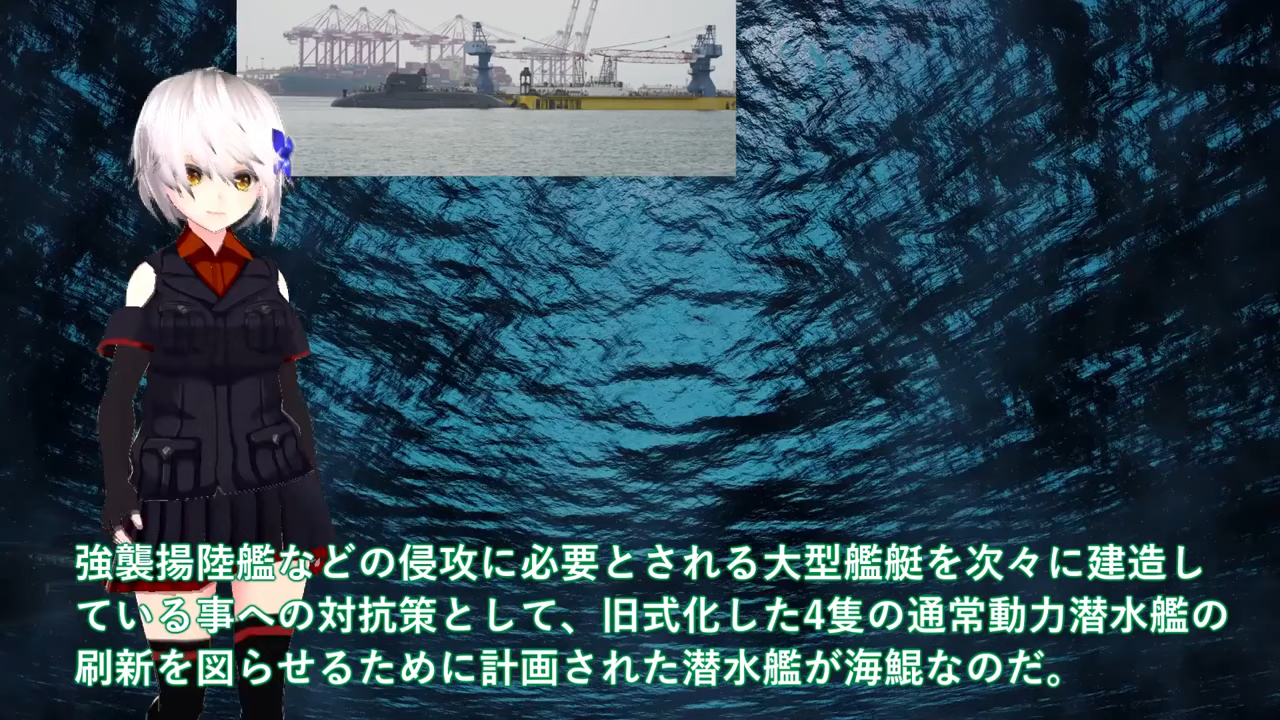 強襲揚陸艦などの侵攻に必要とされる大型艦艇を次々に建造し
ている事への対抗策として、旧式化した4隻の通常動力潜水艦の
刷新を図らせるために計画された潜水艦が海鯤なのだ。